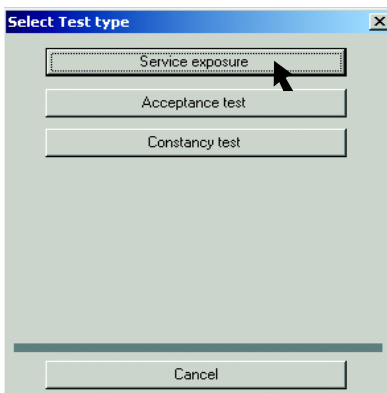 Select Test type
Service exposure
Acceptance test
Constancy test
Cancel